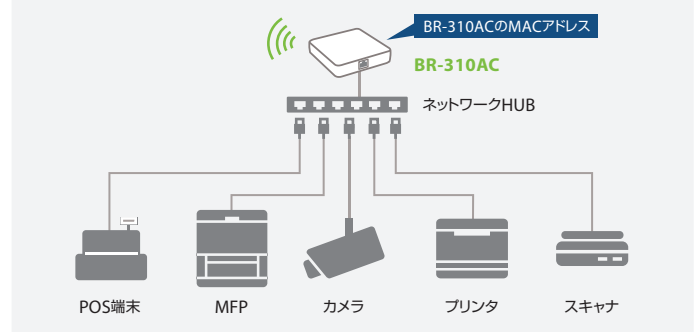 BR-310ACのMACアドレス
BR-310AC
ネットワークHUB
POS端末
MFP
カメラ
プリンタ
スキャナ